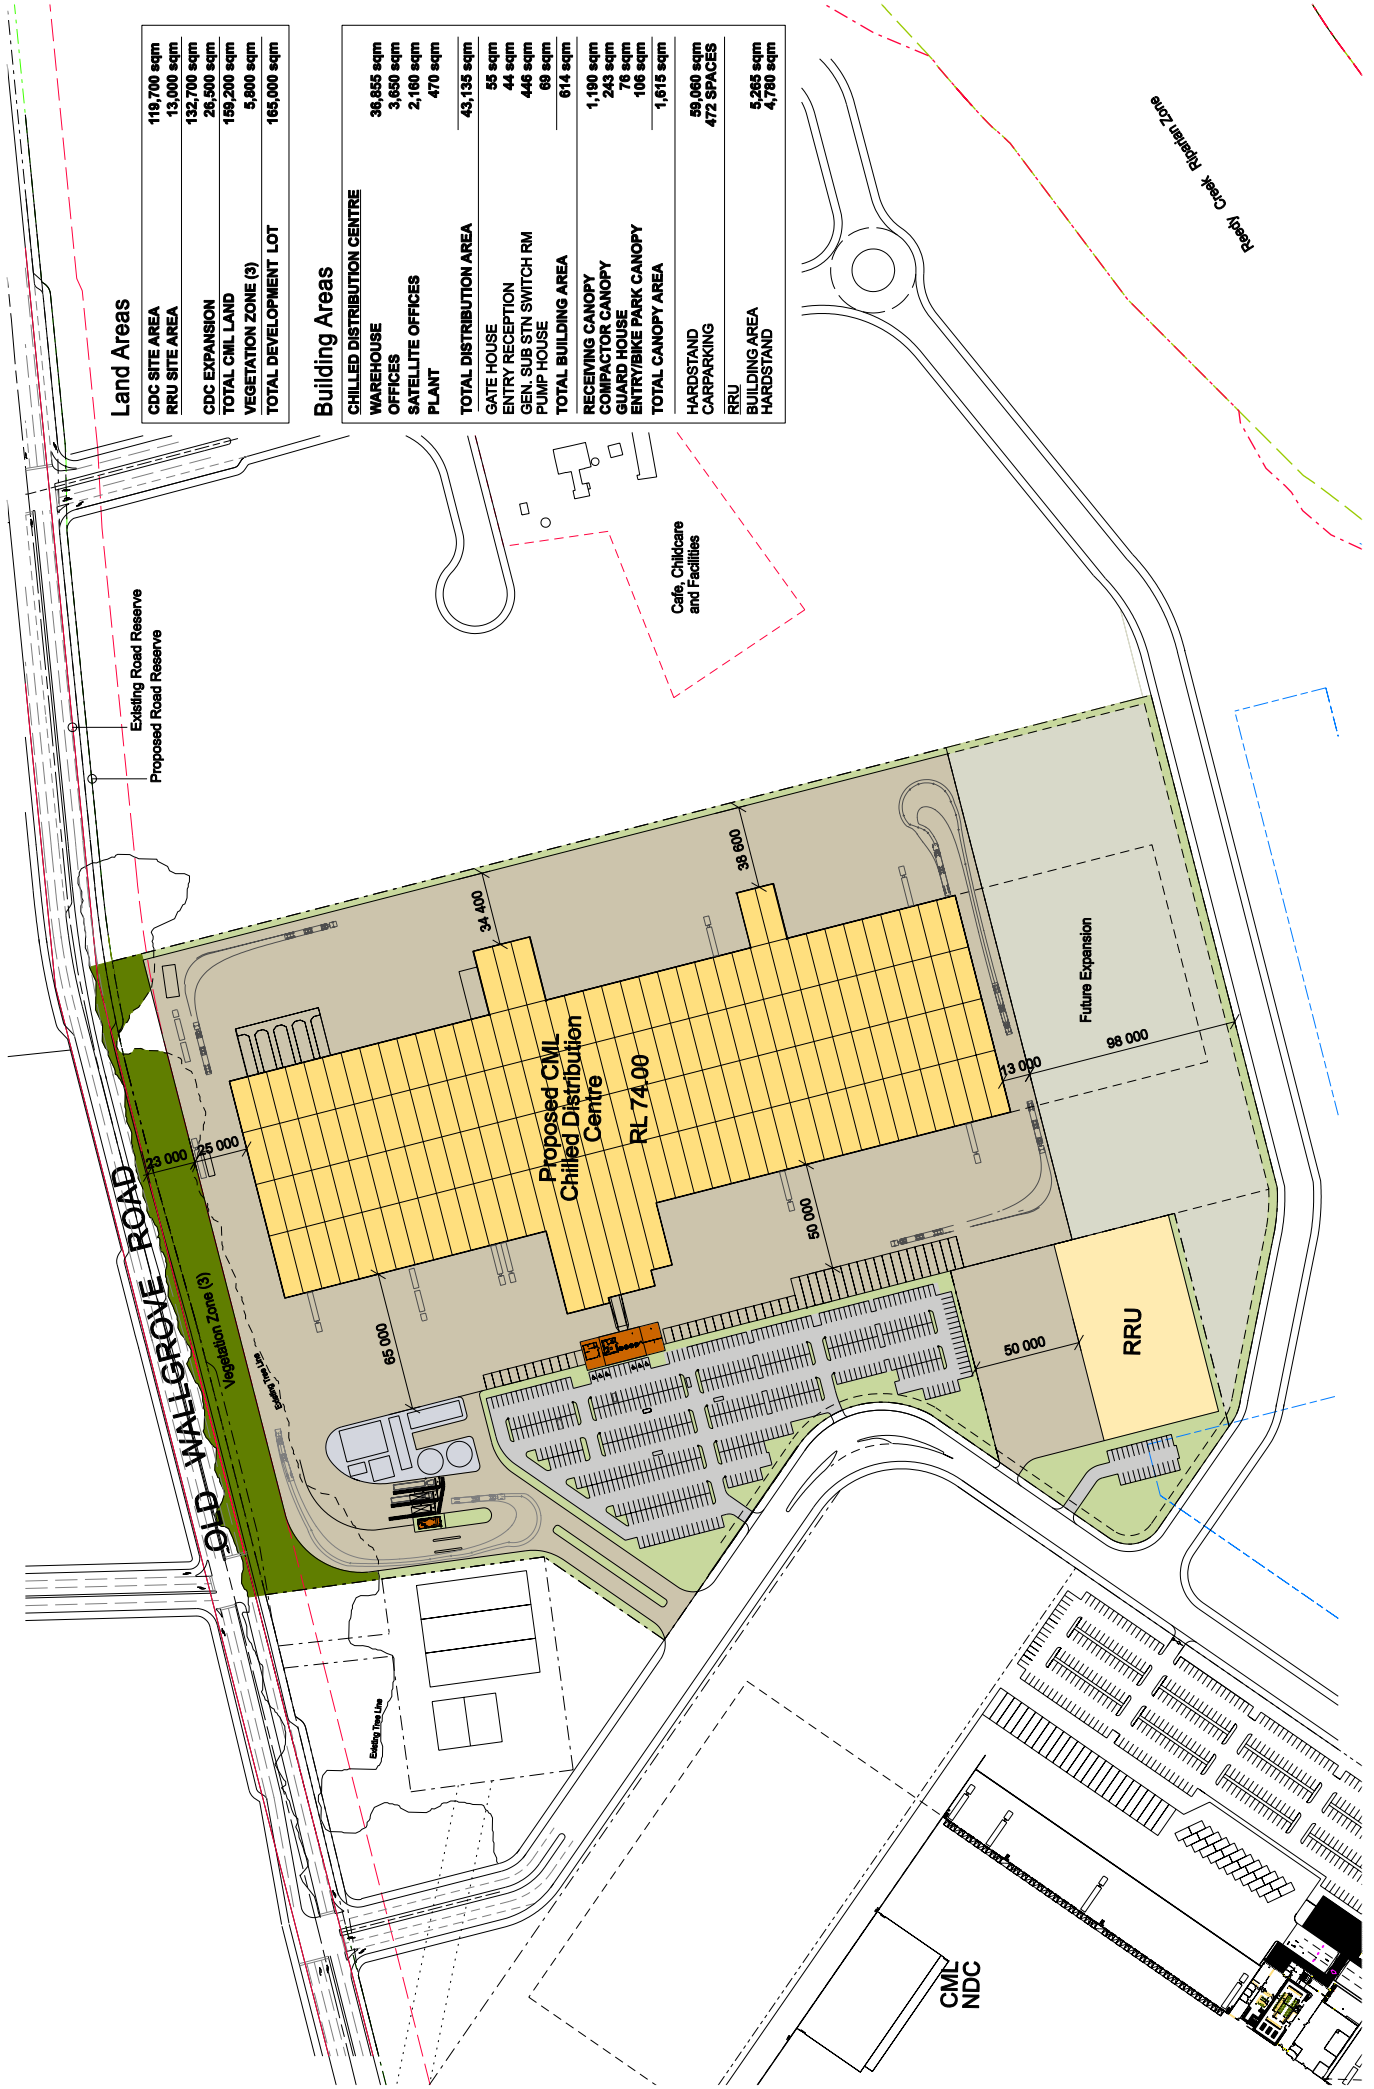 Land Areas
CDC SITE AREA 119,700 sqm
RRU SITE AREA 13,000 sqm
132,700 sqm
CDC EXPANSION 26,500 sqm
TOTAL CML LAND 159,200 sqm
VEGETATION ZONE (3) 5,800 sqm
TOTAL DEVELOPMENT LOT 165,000 sqm
Building Areas
CHILLED DISTRIBUTION CENTRE
WAREHOUSE 36,855 sqm
OFFICES 3,650 sqm
SATELLITE OFFICES 2,160 sqm
PLANT 470 sqm
TOTAL DISTRIBUTION AREA 43,135 sqm
GATE HOUSE 55 sqm
ENTRY RECEPTION 44 sqm
GEN. SUB STN SWITCH RM 446 sqm
PUMP HOUSE 69 sqm
TOTAL BUILDING AREA 614 sqm
RECEIVING CANOPY 1,190 sqm
COMPACTOR CANOPY 243 sqm
GUARD HOUSE 76 sqm
ENTRY/BIKE PARK CANOPY 106 sqm
TOTAL CANOPY AREA 1,615 sqm
HARDSTAND 59,060 sqm
CARPARKING 472 SPACES
RRU
BUILDING AREA 5,265 sqm
HARDSTAND 4,780 sqm
Reedy Creek Riparian Zone
Existing Road Reserve
Proposed Road Reserve
Cafe, Childcare
and Facilities
OLD WALLGROVE ROAD
Vegetation Zone (3)
Existing Tree Line
23 000
25 000
34 400
38 600
Proposed CML
Chilled Distribution
Centre
RL 74.00
65 000
50 000
13 000
98 000
Future Expansion
50 000
RRU
Existing Tree Line
CML
NDC